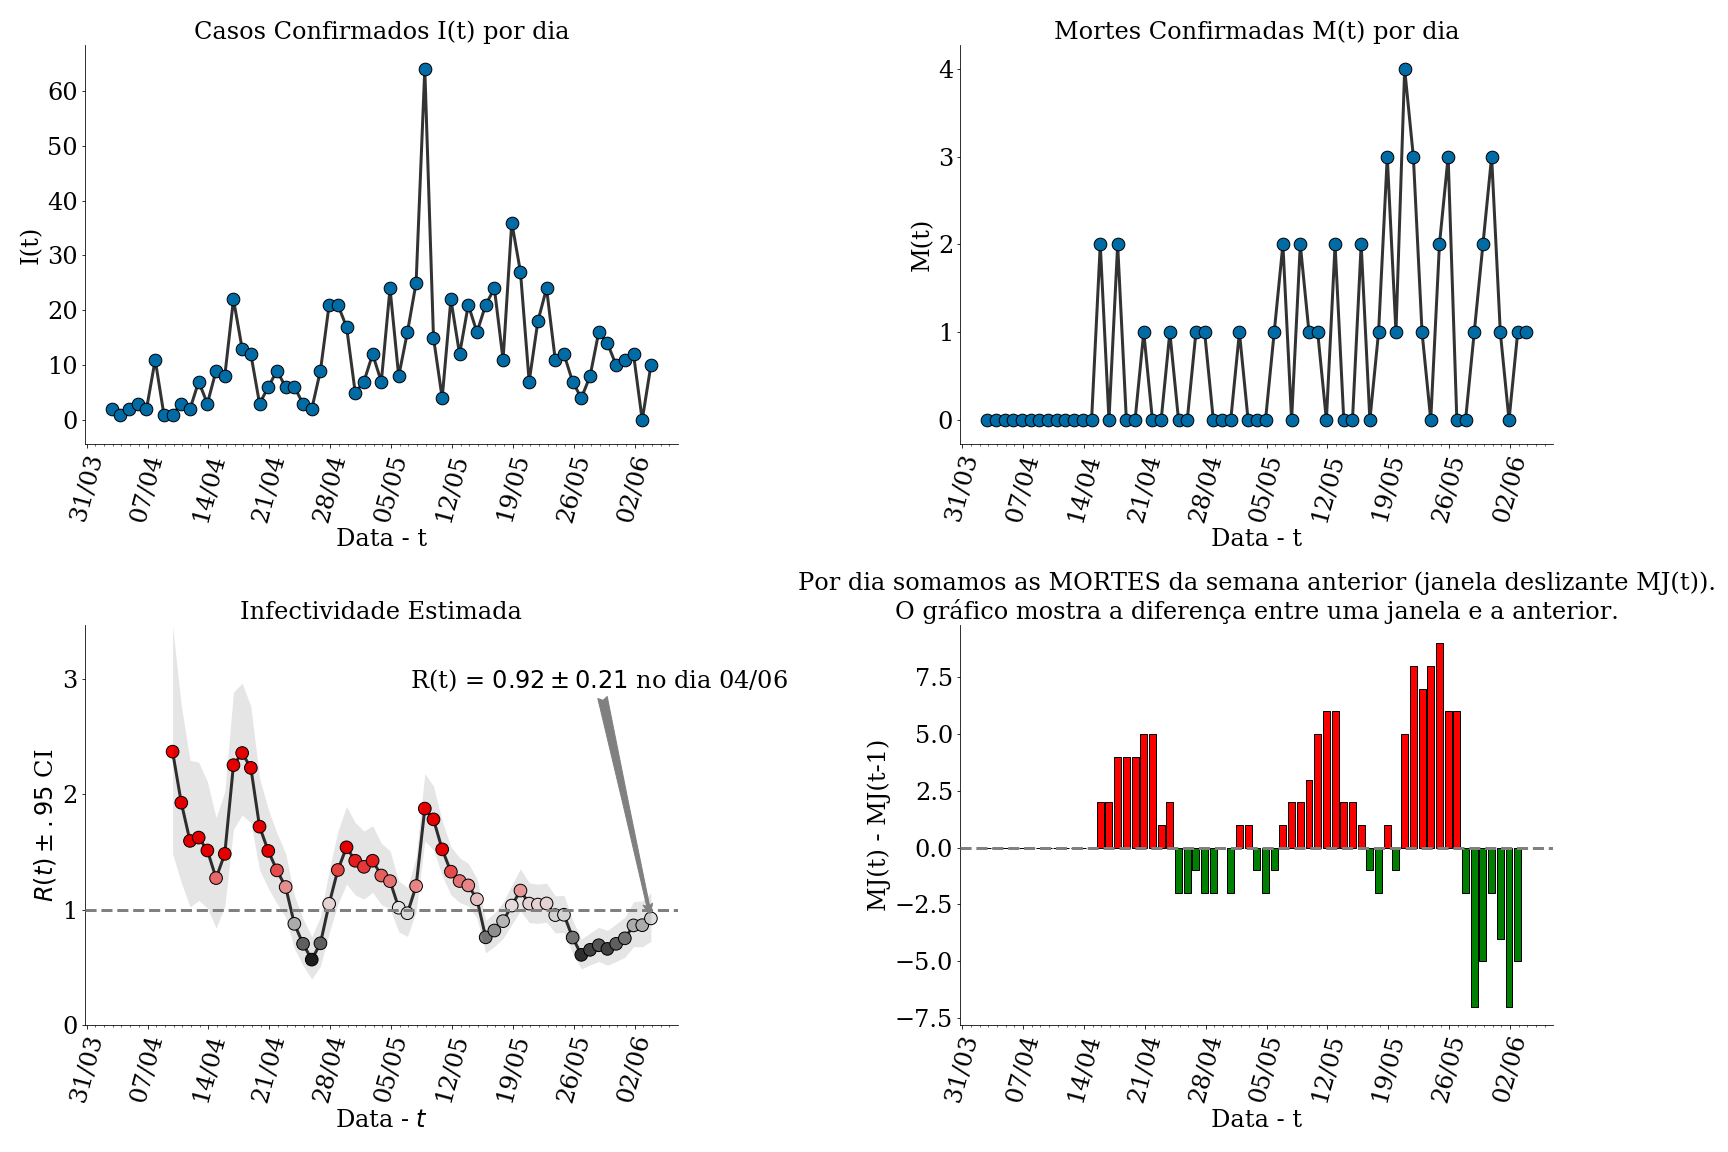 Casos Confirmados I(t) por dia
I(t)
60
50
40
30
20
10
0
31/03 07/04 14/04 21/04 28/04 05/05 12/05 19/05 26/05 02/06
Data - t
Mortes Confirmadas M(t) por dia
M(t)
4
3
2
1
0
31/03 07/04 14/04 21/04 28/04 05/05 12/05 19/05 26/05 02/06
Data - t
Infectividade Estimada
R(t) ± .95 CI
3
2
1
0
R(t) = 0.92 ± 0.21 no dia 04/06
31/03 07/04 14/04 21/04 28/04 05/05 12/05 19/05 26/05 02/06
Data - t
Por dia somamos as MORTES da semana anterior (janela deslizante MJ(t)).
O gráfico mostra a diferença entre uma janela e a anterior.
MJ(t) - MJ(t-1)
7.5
5.0
2.5
0.0
−2.5
−5.0
−7.5
31/03 07/04 14/04 21/04 28/04 05/05 12/05 19/05 26/05 02/06
Data - t